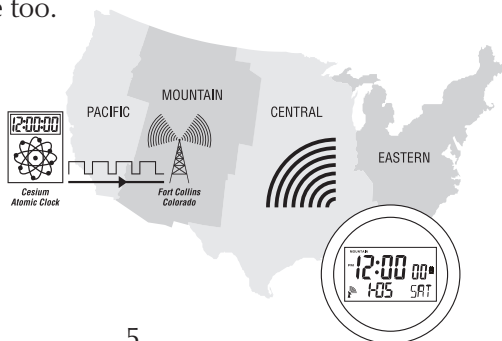 e too.
MOUNTAIN
PACIFIC
CENTRAL
12:00:00
EASTERN
Cesium
Atomic Clock
Fort Collins
Colorado
MOUNTAIN
12:00 00
1-05 SAT
5